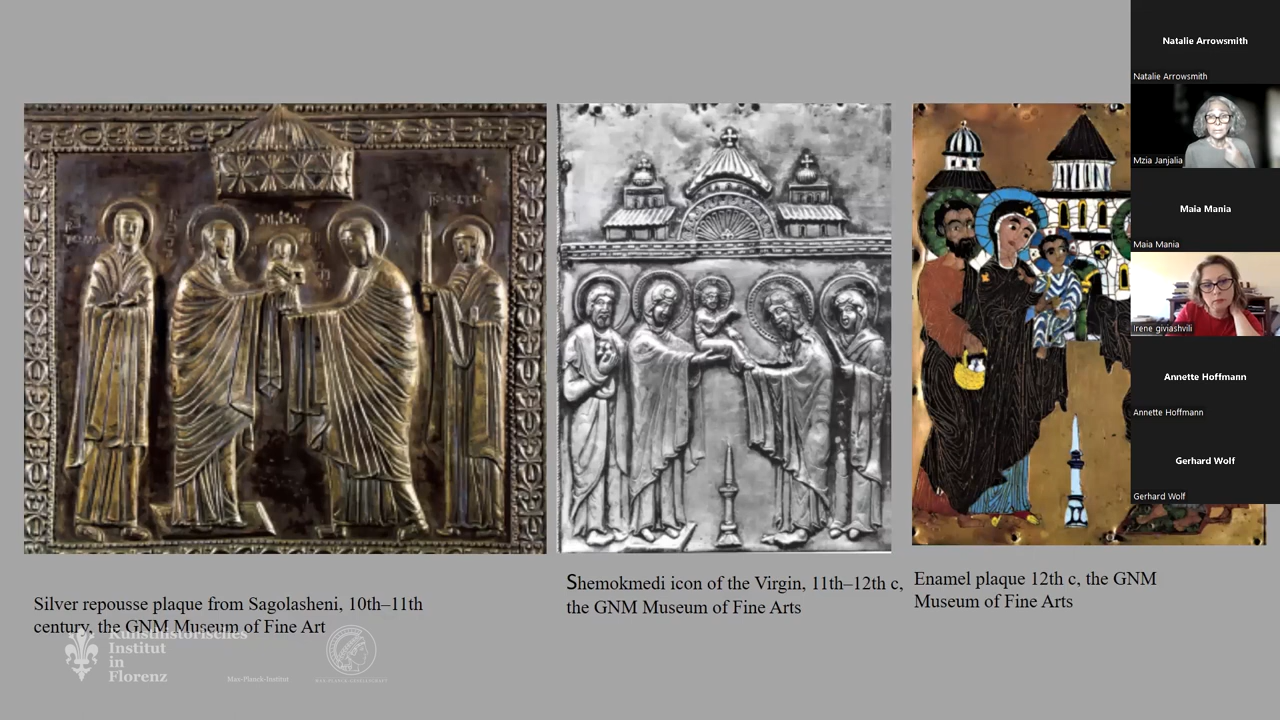 Natalie Arrowsmith
Natalie Arrowsmith
Mzia Janjalia
Maia Mania
Maia Mania
Irene giviashvili
Annette Hoffmann
Annette Hoffmann
Gerhard Wolf
Gerhard Wolf
Silver repousse plaque from Sagolasheni, 10th–11th
century, the GNM Museum of Fine Art
Shemokmedi icon of the Virgin, 11th–12th c,
the GNM Museum of Fine Arts
Enamel plaque 12th c, the GNM
Museum of Fine Arts
Kunsthistorisches
Institut
in
Florenz
Max-Planck-Institut